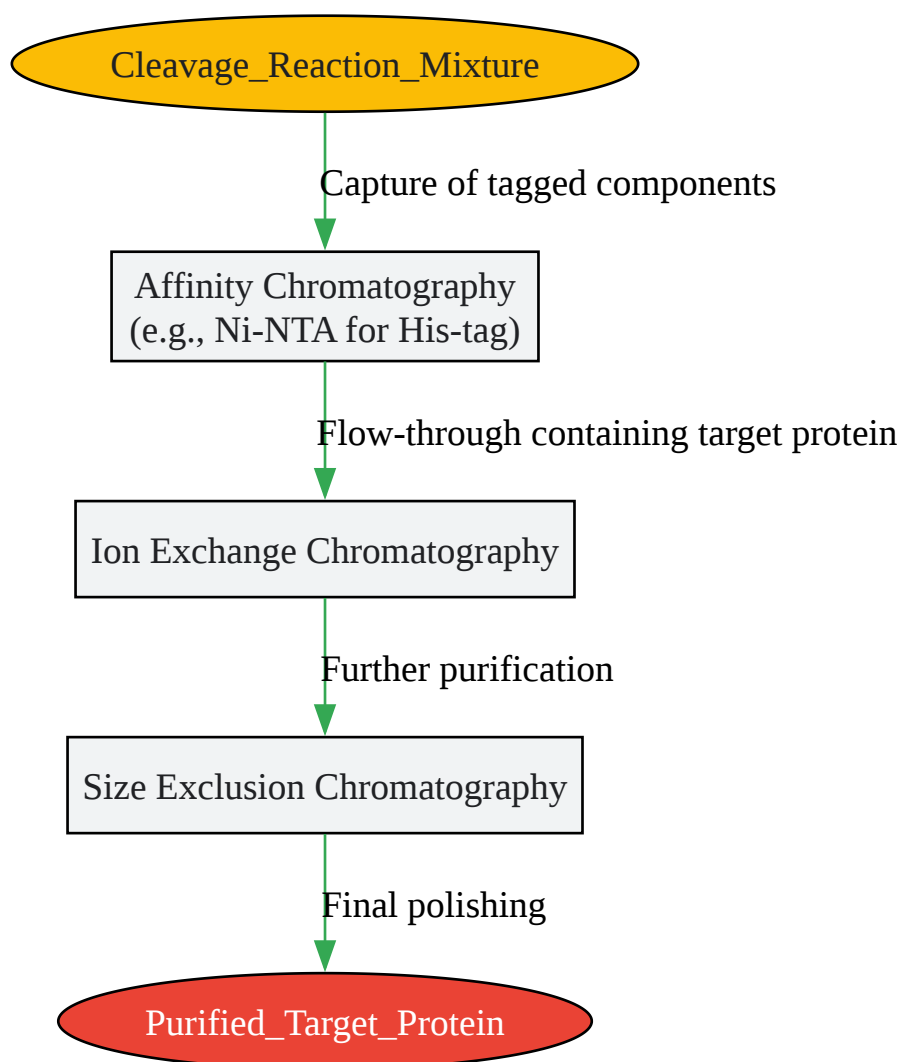 Cleavage_Reaction_Mixture
Capture of tagged components
Affinity Chromatography
(e.g., Ni-NTA for His-tag)
Flow-through containing target protein
Ion Exchange Chromatography
Further purification
Size Exclusion Chromatography
Final polishing
Purified_Target_Protein